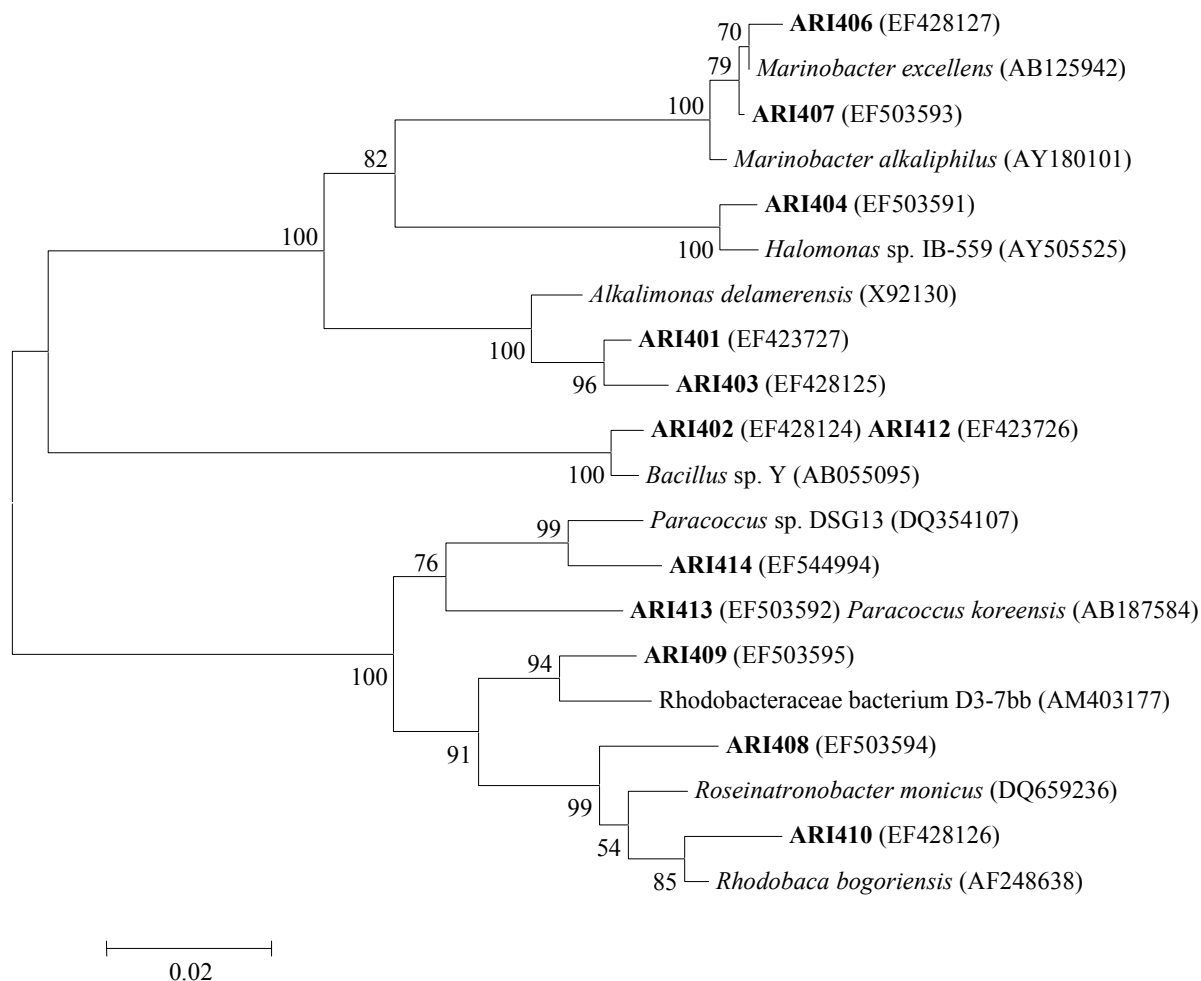 ARI406 (EF428127)
70
Marinobacter excellens (AB125942)
79
ARI407 (EF503593)
100
Marinobacter alkaliphilus (AY180101)
82
ARI404 (EF503591)
100
100
Halomonas sp. IB-559 (AY505525)
Alkalimonas delamerensis (X92130)
ARI401 (EF423727)
100
96
ARI403 (EF428125)
ARI402 (EF428124) ARI412 (EF423726)
100
Bacillus sp. Y (AB055095)
Paracoccus sp. DSG13 (DQ354107)
99
76
ARI414 (EF544994)
ARI413 (EF503592) Paracoccus koreensis (AB187584)
ARI409 (EF503595)
94
100
Rhodobacteraceae bacterium D3-7bb (AM403177)
ARI408 (EF503594)
91
Roseinatronobacter monicus (DQ659236)
99
ARI410 (EF428126)
54
85
Rhodobaca bogoriensis (AF248638)
0.02